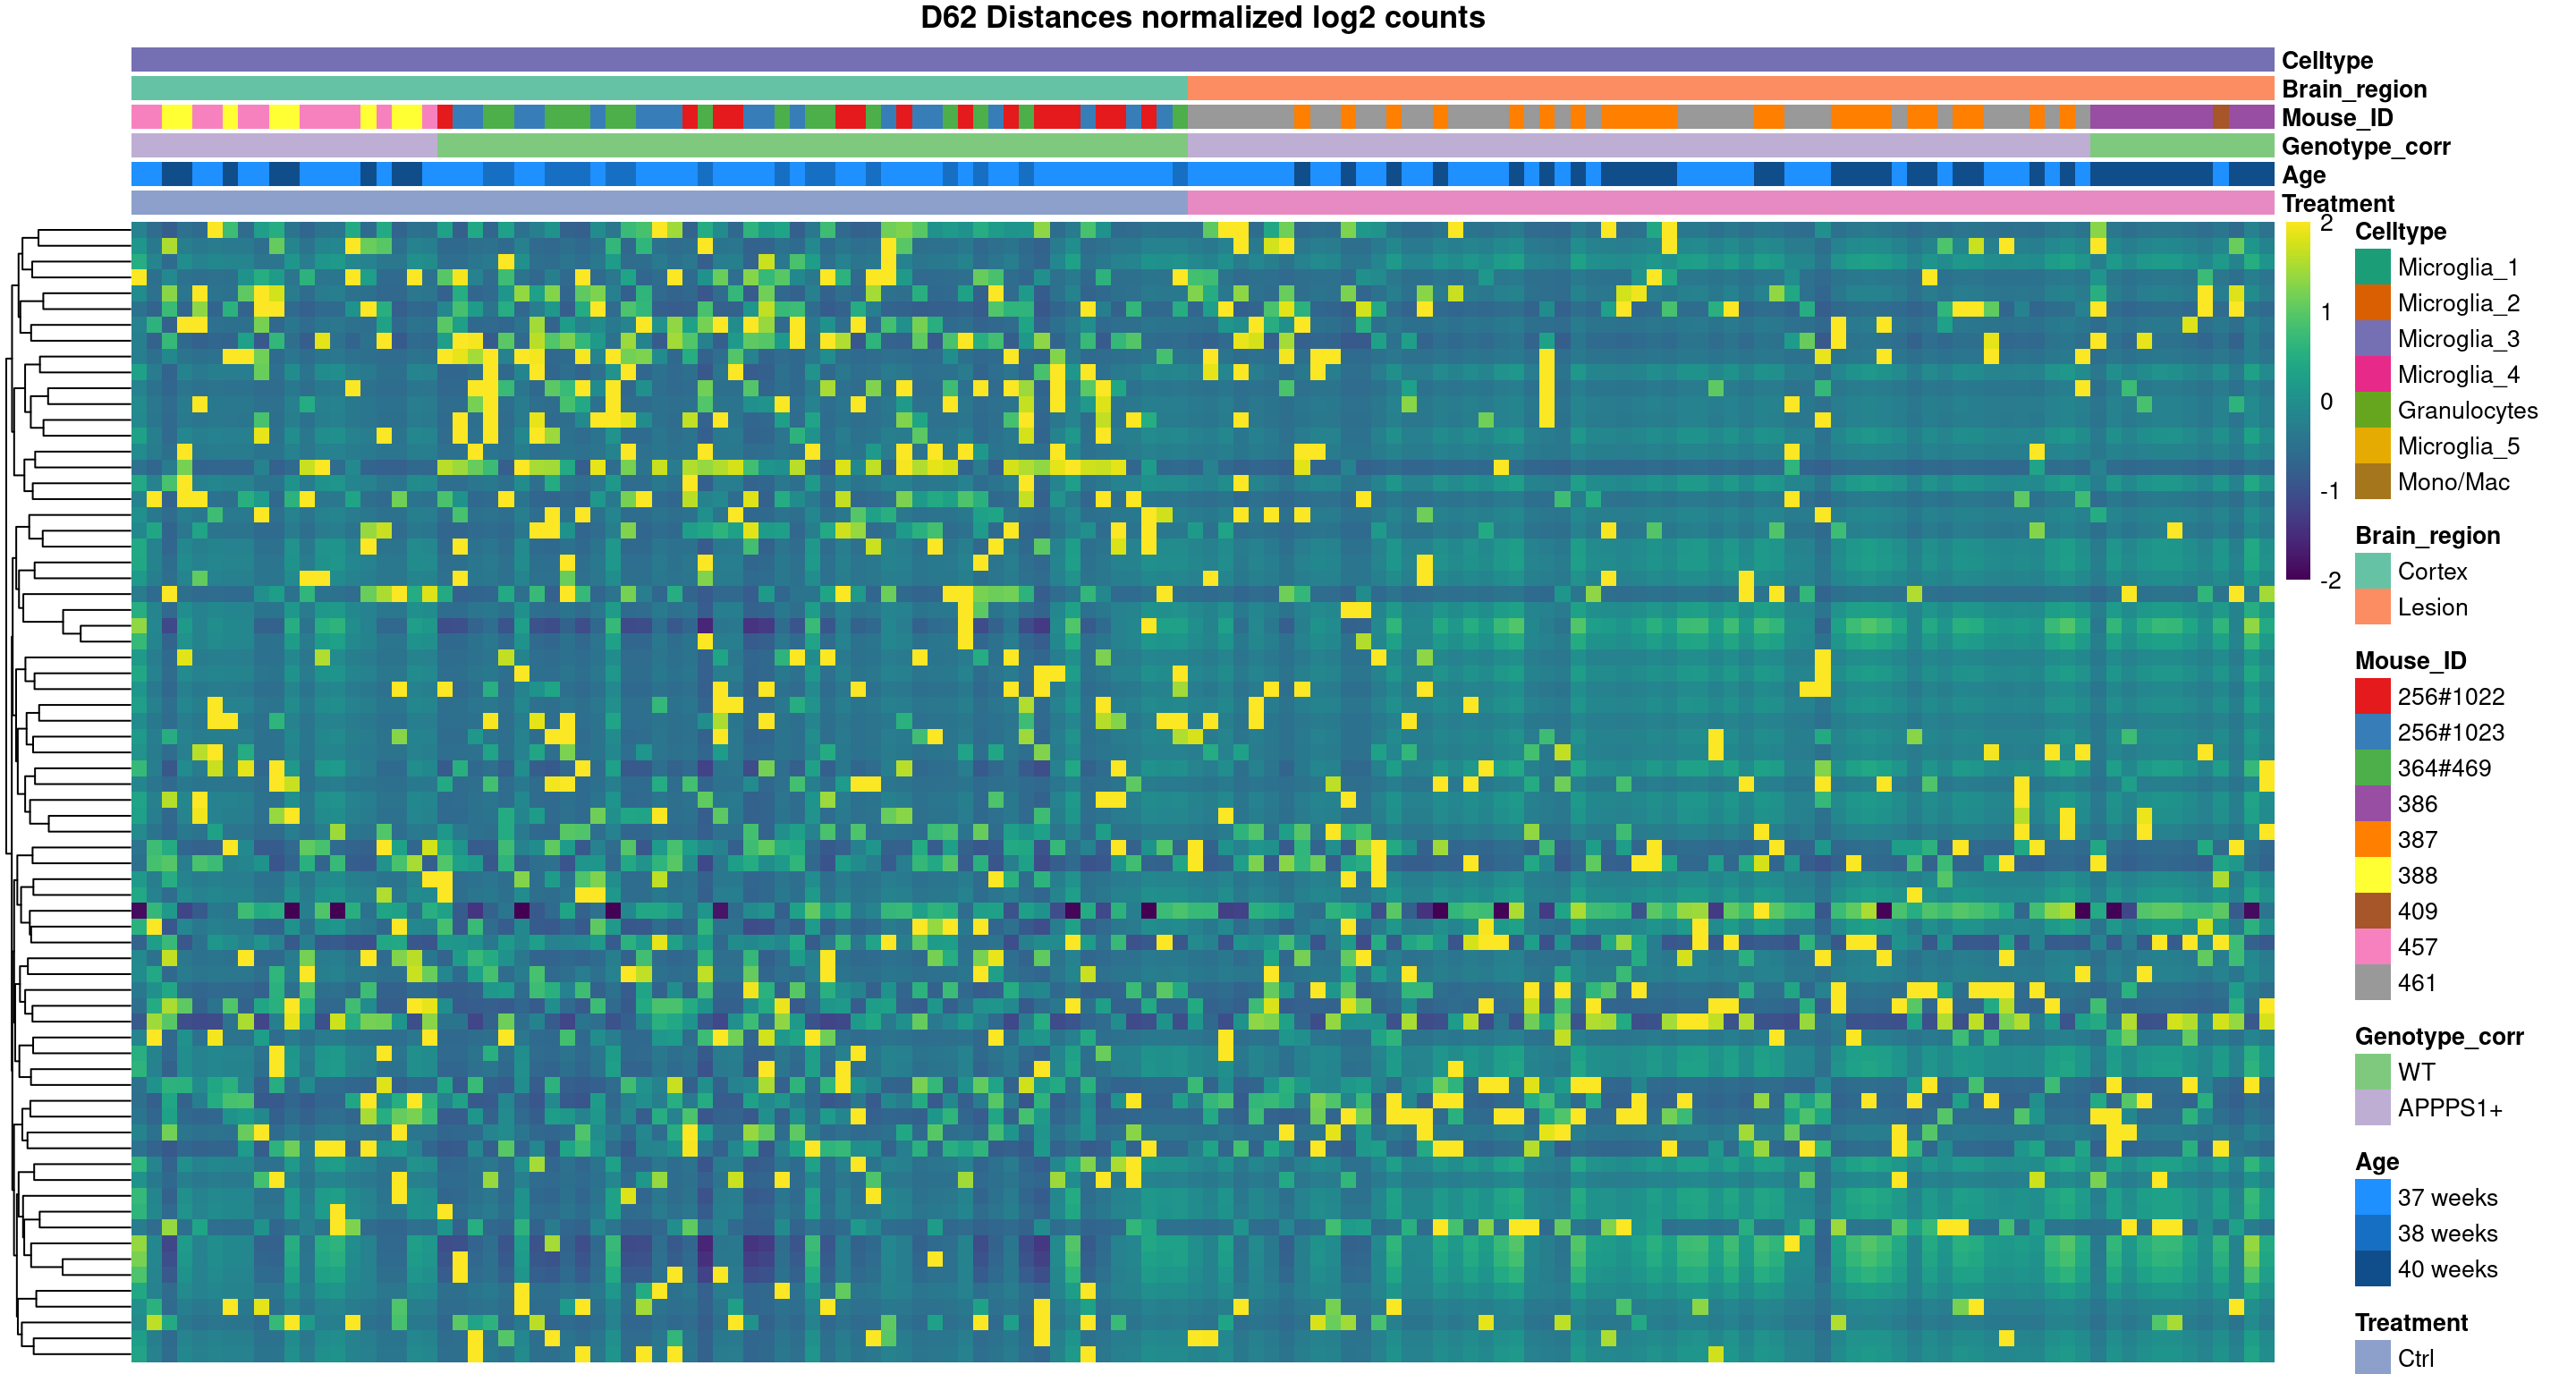 D62 Distances normalized log2 counts
Celltype
Brain_region
Mouse_ID
Genotype_corr
Age
Treatment
2
1
0
-1
-2
Celltype
Microglia_1
Microglia_2
Microglia_3
Microglia_4
Granulocytes
Microglia_5
Mono/Mac
Brain_region
Cortex
Lesion
Mouse_ID
256#1022
256#1023
364#469
386
387
388
409
457
461
Genotype_corr
WT
APPPS1+
Age
37 weeks
38 weeks
40 weeks
Treatment
Ctrl